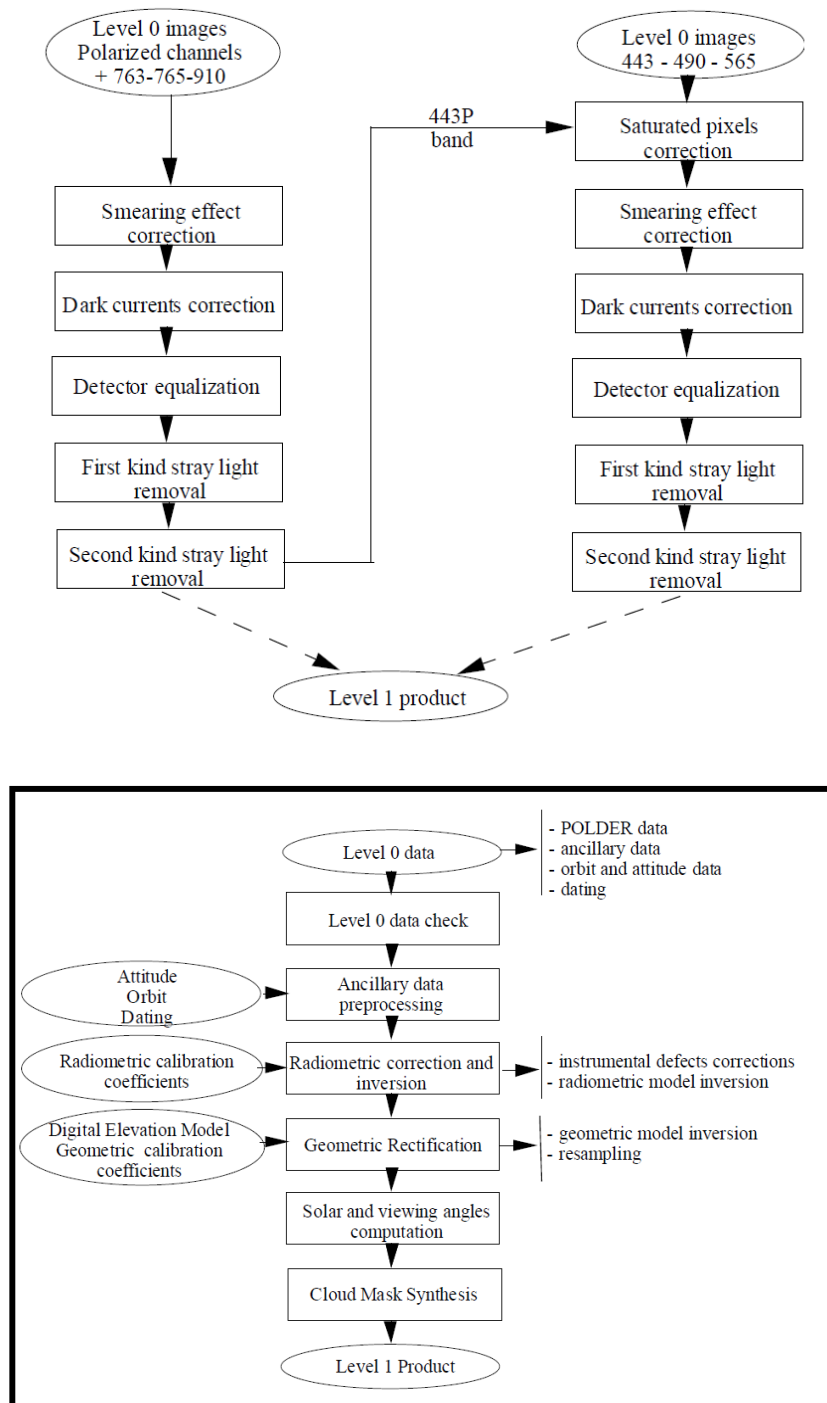 Level 0 images
Polarized channels
+ 763-765-910
Smearing effect
correction
Dark currents correction
Detector equalization
First kind stray light
removal
Second kind stray light
removal
443P
band
Level 0 images
443 - 490 - 565
Saturated pixels
correction
Smearing effect
correction
Dark currents correction
Detector equalization
First kind stray light
removal
Second kind stray light
removal
Level 1 product
Level 0 data
- POLDER data
- ancillary data
- orbit and attitude data
- dating
Level 0 data check
Attitude
Orbit
Dating
Ancillary data
preprocessing
Radiometric calibration
coefficients
Radiometric correction and
inversion
- instrumental defects corrections
- radiometric model inversion
Digital Elevation Model
Geometric calibration
coefficients
Geometric Rectification
- geometric model inversion
- resampling
Solar and viewing angles
computation
Cloud Mask Synthesis
Level 1 Product